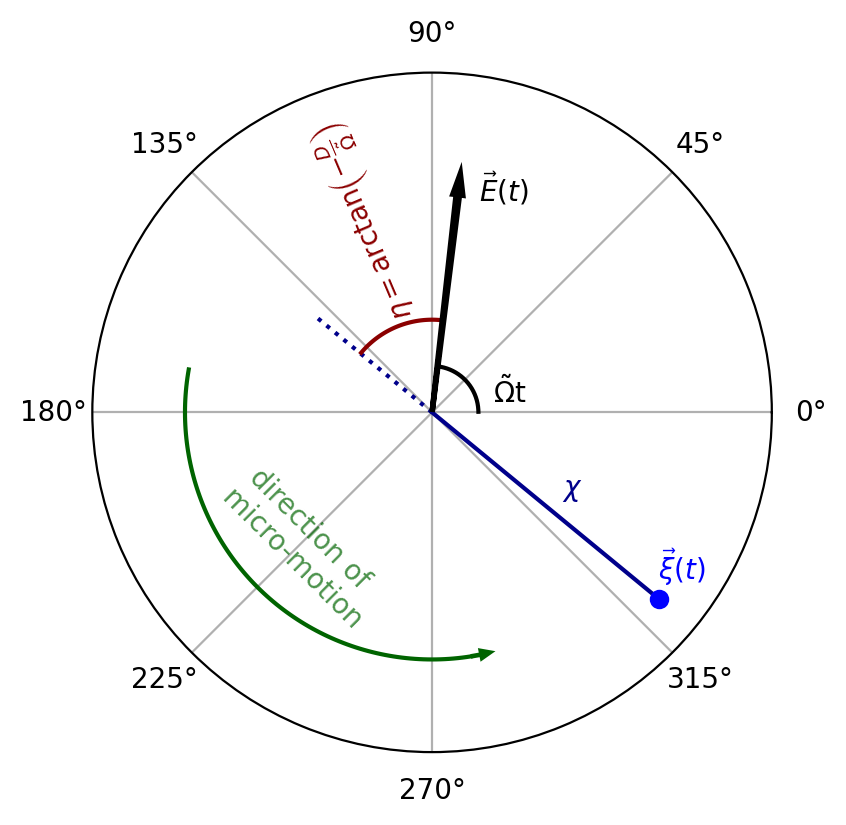 90°
135°
45°
η = arctan(−D/Ω̃)
E⃗(t)
Ω̃t
180°
0°
direction of
micro-motion
χ
ξ⃗(t)
225°
315°
270°